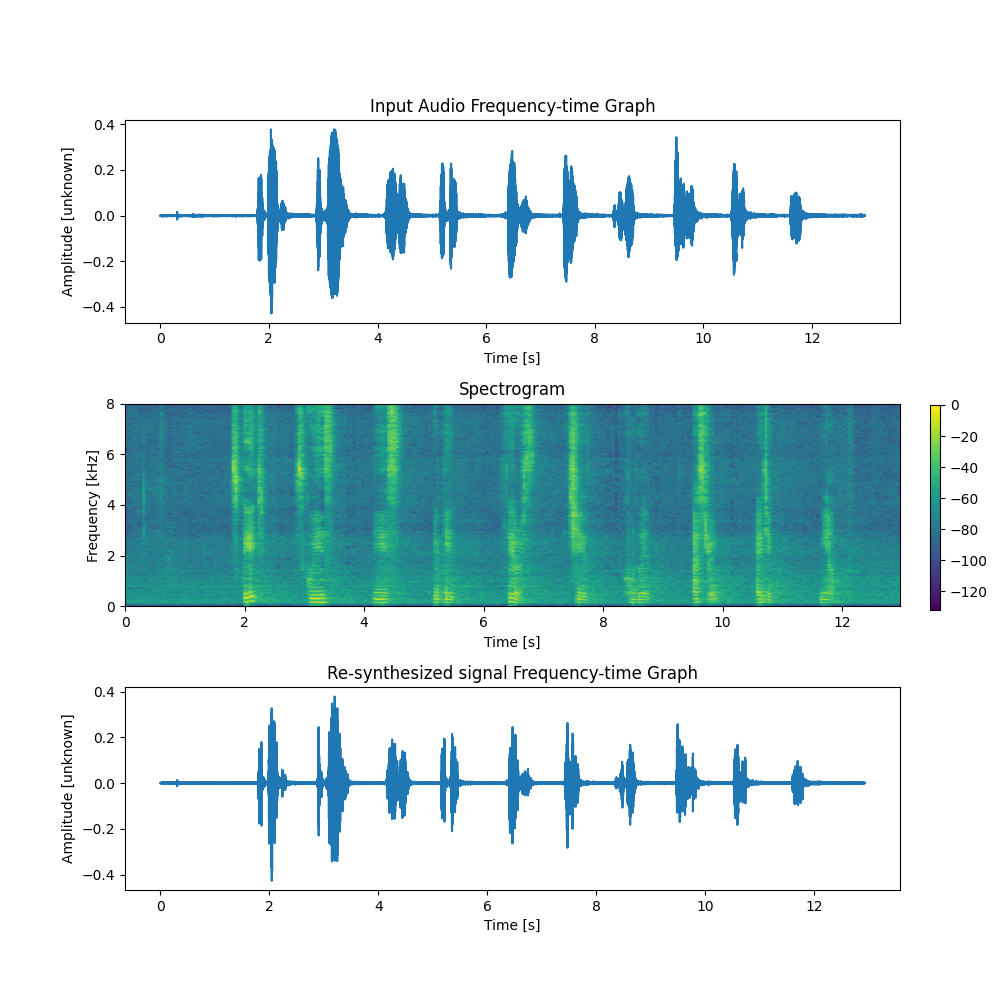 Input Audio Frequency-time Graph
0.4
0.2
0.0
−0.2
−0.4
Amplitude [unknown]
0 2 4 6 8 10 12
Time [s]
Spectrogram
8
6
4
2
0
Frequency [kHz]
0 2 4 6 8 10 12
Time [s]
0
−20
−40
−60
−80
−100
−120
Re-synthesized signal Frequency-time Graph
0.4
0.2
0.0
−0.2
−0.4
Amplitude [unknown]
0 2 4 6 8 10 12
Time [s]